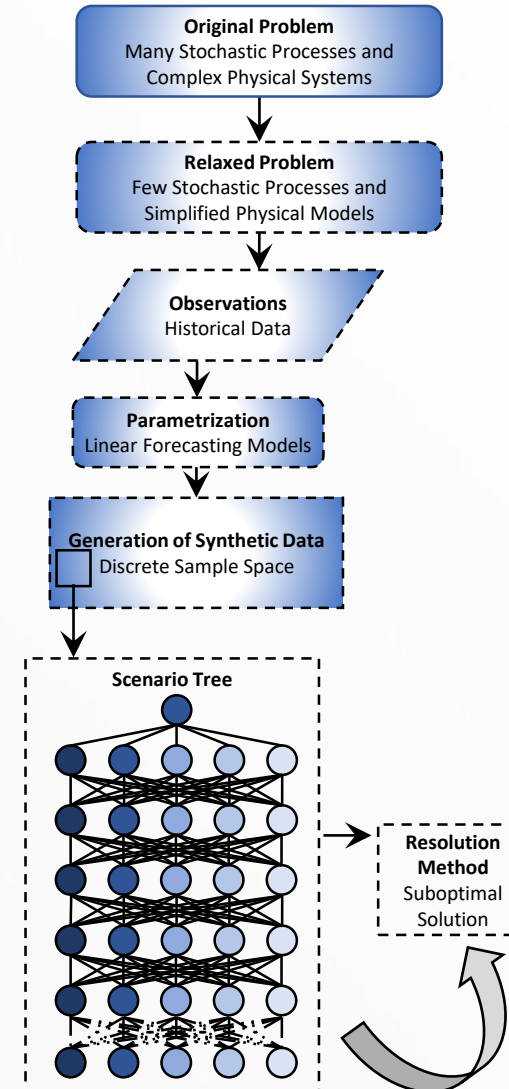 Original Problem
Many Stochastic Processes and
Complex Physical Systems
Relaxed Problem
Few Stochastic Processes and
Simplified Physical Models
Observations
Historical Data
Parametrization
Linear Forecasting Models
Generation of Synthetic Data
Discrete Sample Space
Scenario Tree
Resolution
Method
Suboptimal
Solution